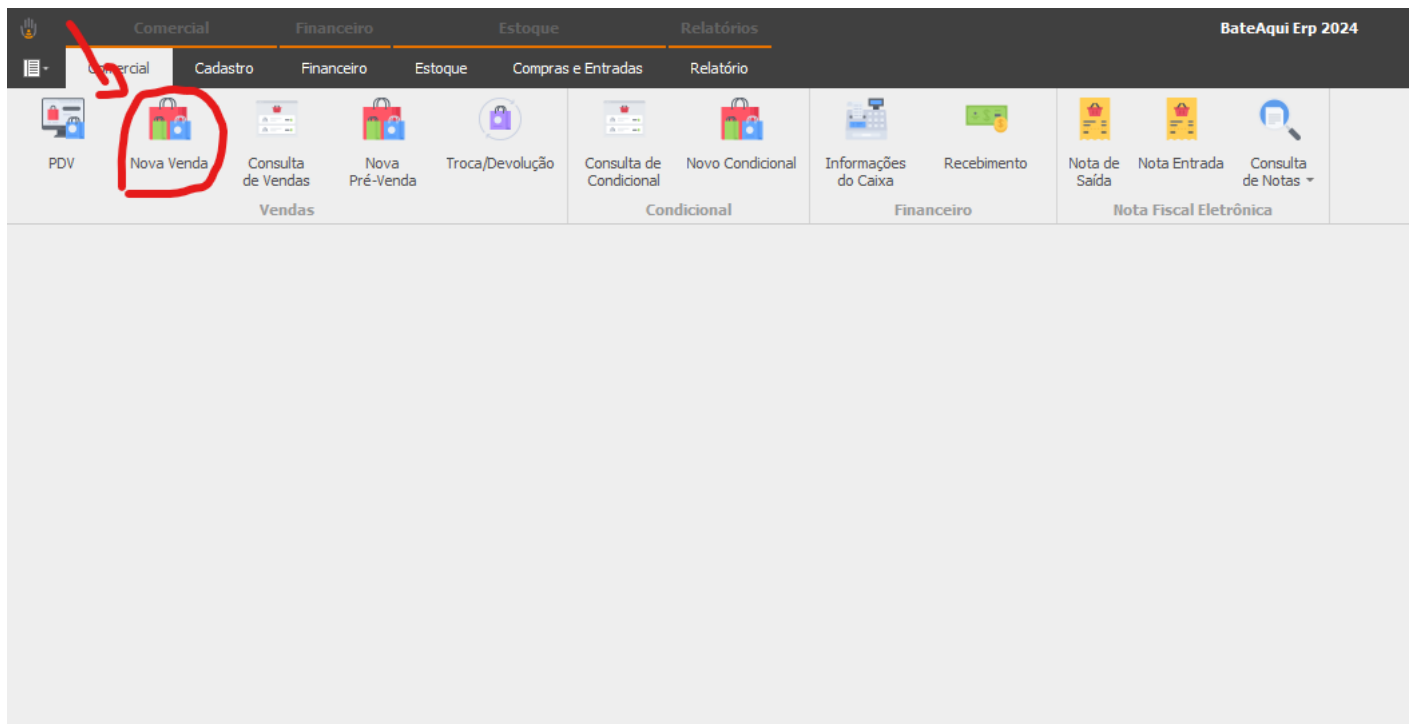 Comercial Financeiro Estoque Relatórios BateAqui Erp 2024
Comercial Cadastro Financeiro Estoque Compras e Entradas Relatório
PDV
Nova Venda
Consulta
de Vendas
Nova
Pré-Venda
Troca/Devolução
Vendas
Consulta de
Condicional
Novo Condicional
Condicional
Informações
do Caixa
Recebimento
Financeiro
Nota de
Saída
Nota Entrada
Consulta
de Notas
Nota Fiscal Eletrônica